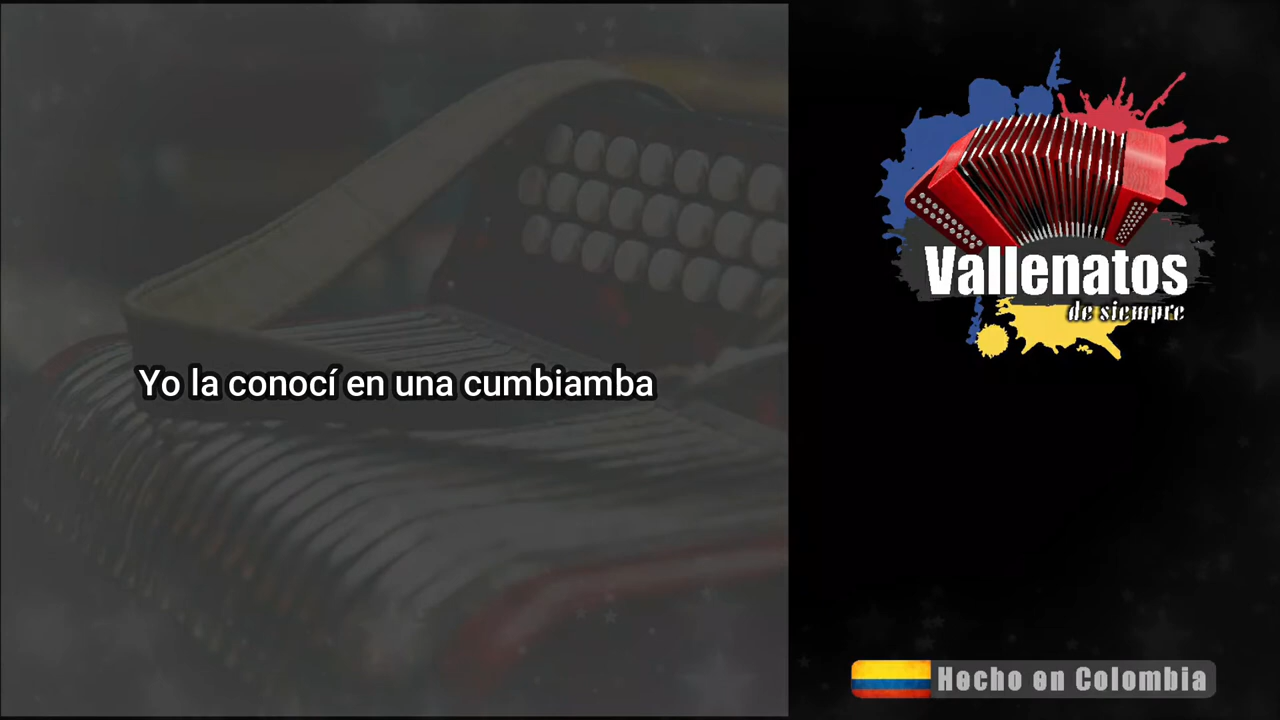 Yo la conocí en una cumbiamba
Vallenatos
de siempre
Hecho en Colombia